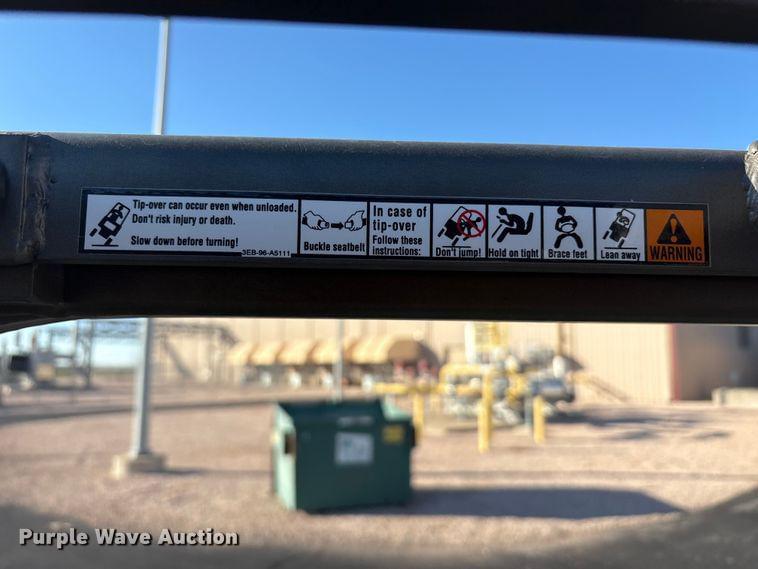 Tip-over can occur even when unloaded.
Don't risk injury or death.
Slow down before turning!
3EB-96-A5111
Buckle seatbelt
In case of
tip-over
Follow these
instructions:
Don't jump!
Hold on tight
Brace feet
Lean away
WARNING
Purple Wave Auction